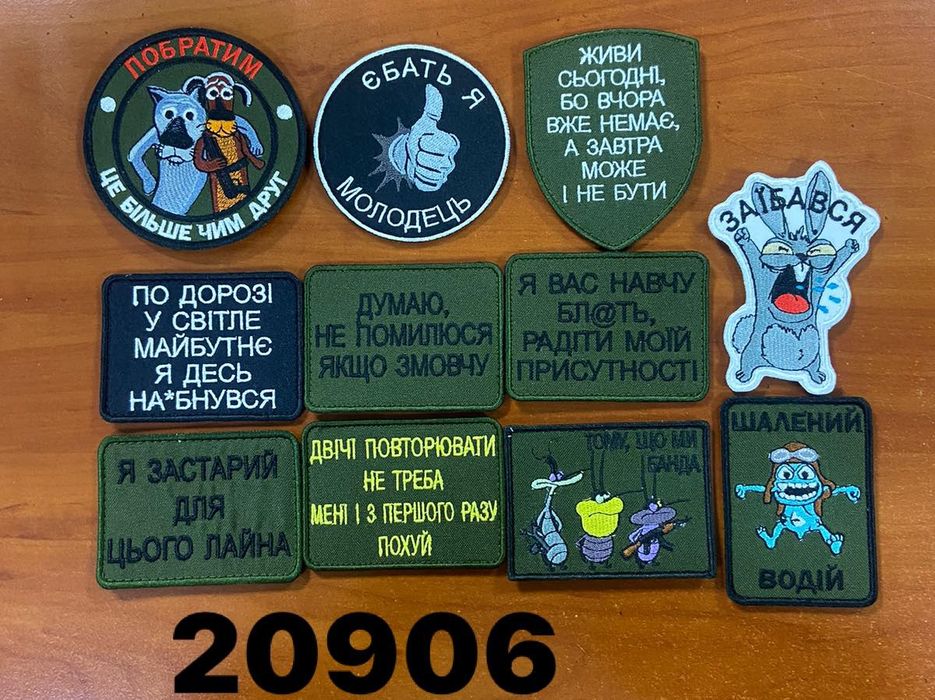 ПОБРАТИМ
ЦЕ БІЛЬШЕ ЧИМ ДРУГ
ЄБАТЬ Я
МОЛОДЕЦЬ
ЖИВИ
СЬОГОДНІ,
БО ВЧОРА
ВЖЕ НЕМАЄ,
А ЗАВТРА
МОЖЕ
І НЕ БУТИ
ЗАЇБАВСЯ
ПО ДОРОЗІ
У СВІТЛЕ
МАЙБУТНЄ
Я ДЕСЬ
НА*БНУВСЯ
ДУМАЮ,
НЕ ПОМИЛЮСЯ
ЯКЩО ЗМОВЧУ
Я ВАС НАВЧУ
БЛ@ТЬ,
РАДІТИ МОЇЙ
ПРИСУТНОСТІ
Я ЗАСТАРИЙ
ДЛЯ
ЦЬОГО ЛАЙНА
ДВІЧІ ПОВТОРЮВАТИ
НЕ ТРЕБА
МЕНІ І З ПЕРШОГО РАЗУ
ПОХУЙ
ТОМУ, ЩО МИ
БАНДА
ШАЛЕНИЙ
ВОДІЙ
20906